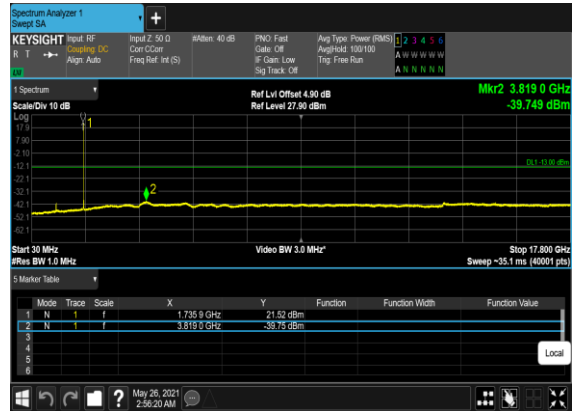 Spectrum Analyzer 1
Swept SA
+
KEYSIGHT Input: RF Input Z: 50 Ω #Atten: 40 dB PNO: Fast Avg Type: Power (RMS) 1 2 3 4 5 6
R T Coupling: DC Corr CCorr Gate: Off Avg|Hold: 100/100 A W W W W W
Align: Auto Freq Ref: Int (S) IF Gain: Low Trig: Free Run
Sig Track: Off A N N N N N
LXI
1 Spectrum Ref Lvl Offset 4.90 dB Mkr2 3.819 0 GHz
Scale/Div 10 dB Ref Level 27.90 dBm -39.749 dBm
Log
17.9 1
7.90
-2.10
-12.1 DL1 -13.00 dBm
-22.1
-32.1 2
-42.1
-52.1
-62.1
Start 30 MHz Video BW 3.0 MHz* Stop 17.800 GHz
#Res BW 1.0 MHz Sweep ~35.1 ms (40001 pts)
5 Marker Table
Mode Trace Scale X Y Function Function Width Function Value
1 N 1 f 1.735 9 GHz 21.52 dBm
2 N 1 f 3.819 0 GHz -39.75 dBm
3
4
5
6
Local
? May 26, 2021
2:56:20 AM